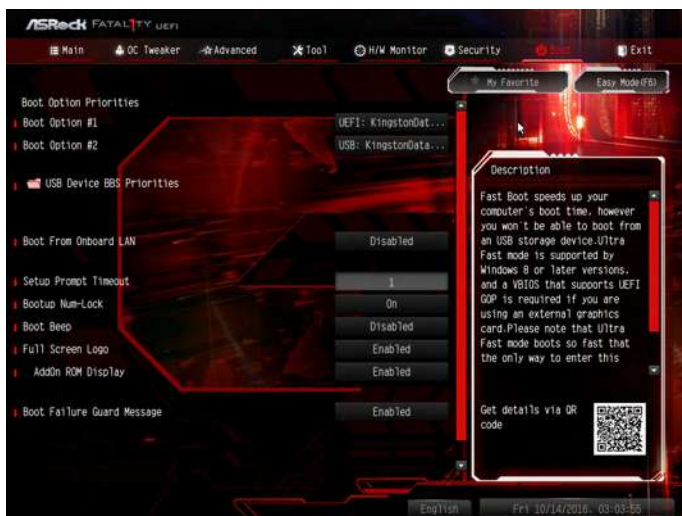 ASRock FATAL1TY UEFI
Main OC Tweaker Advanced Tool H/W Monitor Security Boot Exit
My Favorite Easy Mode(F6)
Boot Option Priorities
Boot Option #1 UEFI: KingstonDat...
Boot Option #2 USB: KingstonData...
USB Device BBS Priorities
Boot From Onboard LAN Disabled
Setup Prompt Timeout 1
Bootup Num-Lock On
Boot Beep Disabled
Full Screen Logo Enabled
AddOn ROM Display Enabled
Boot Failure Guard Message Enabled
Description
Fast Boot speeds up your
computer's boot time, however
you won't be able to boot from
an USB storage device.Ultra
Fast mode is supported by
Windows 8 or later versions,
and a VBIOS that supports UEFI
GOP is required if you are
using an external graphics
card.Please note that Ultra
Fast mode boots so fast that
the only way to enter this
Get details via QR
code
English Fri 10/14/2016, 03:03:55